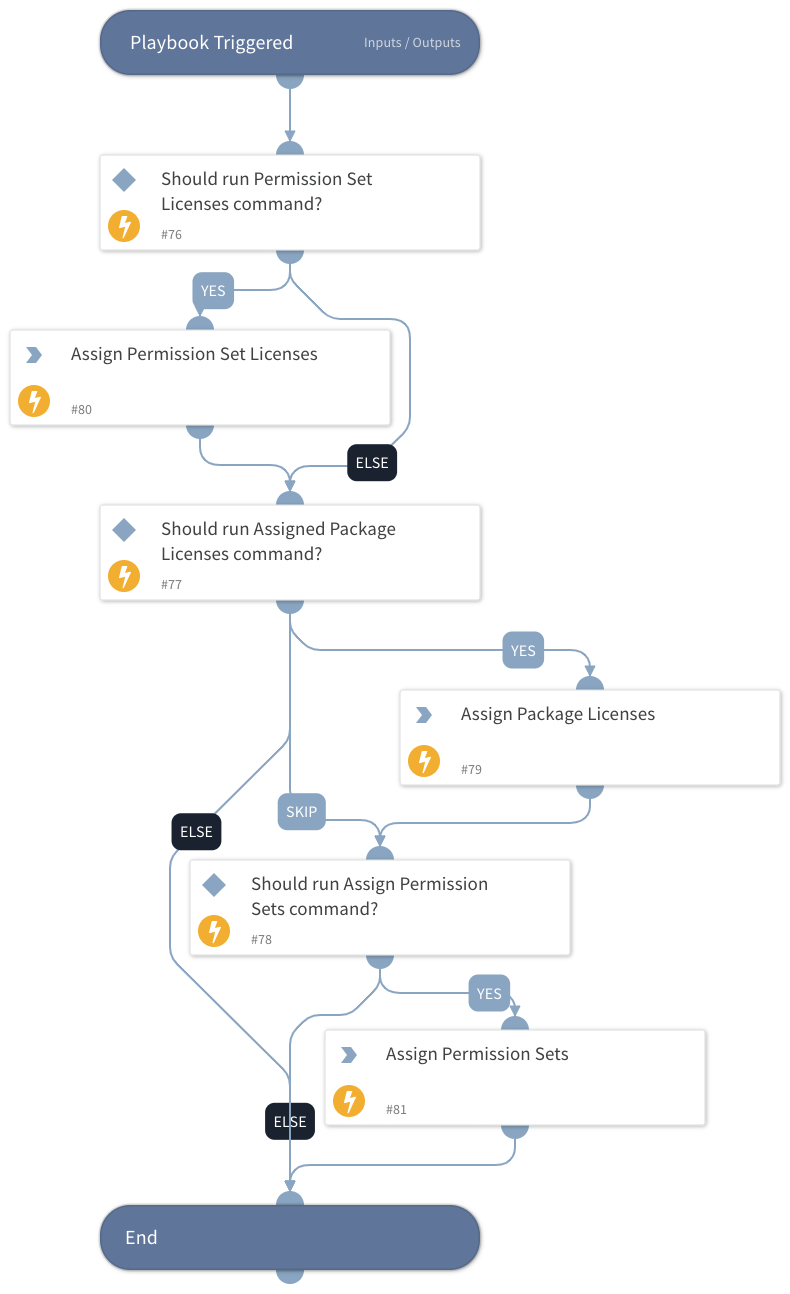 Playbook Triggered
Inputs / Outputs
Should run Permission Set
Licenses command?
#76
YES
Assign Permission Set Licenses
#80
ELSE
Should run Assigned Package
Licenses command?
#77
YES
Assign Package Licenses
#79
SKIP
ELSE
Should run Assign Permission
Sets command?
#78
YES
Assign Permission Sets
#81
ELSE
End